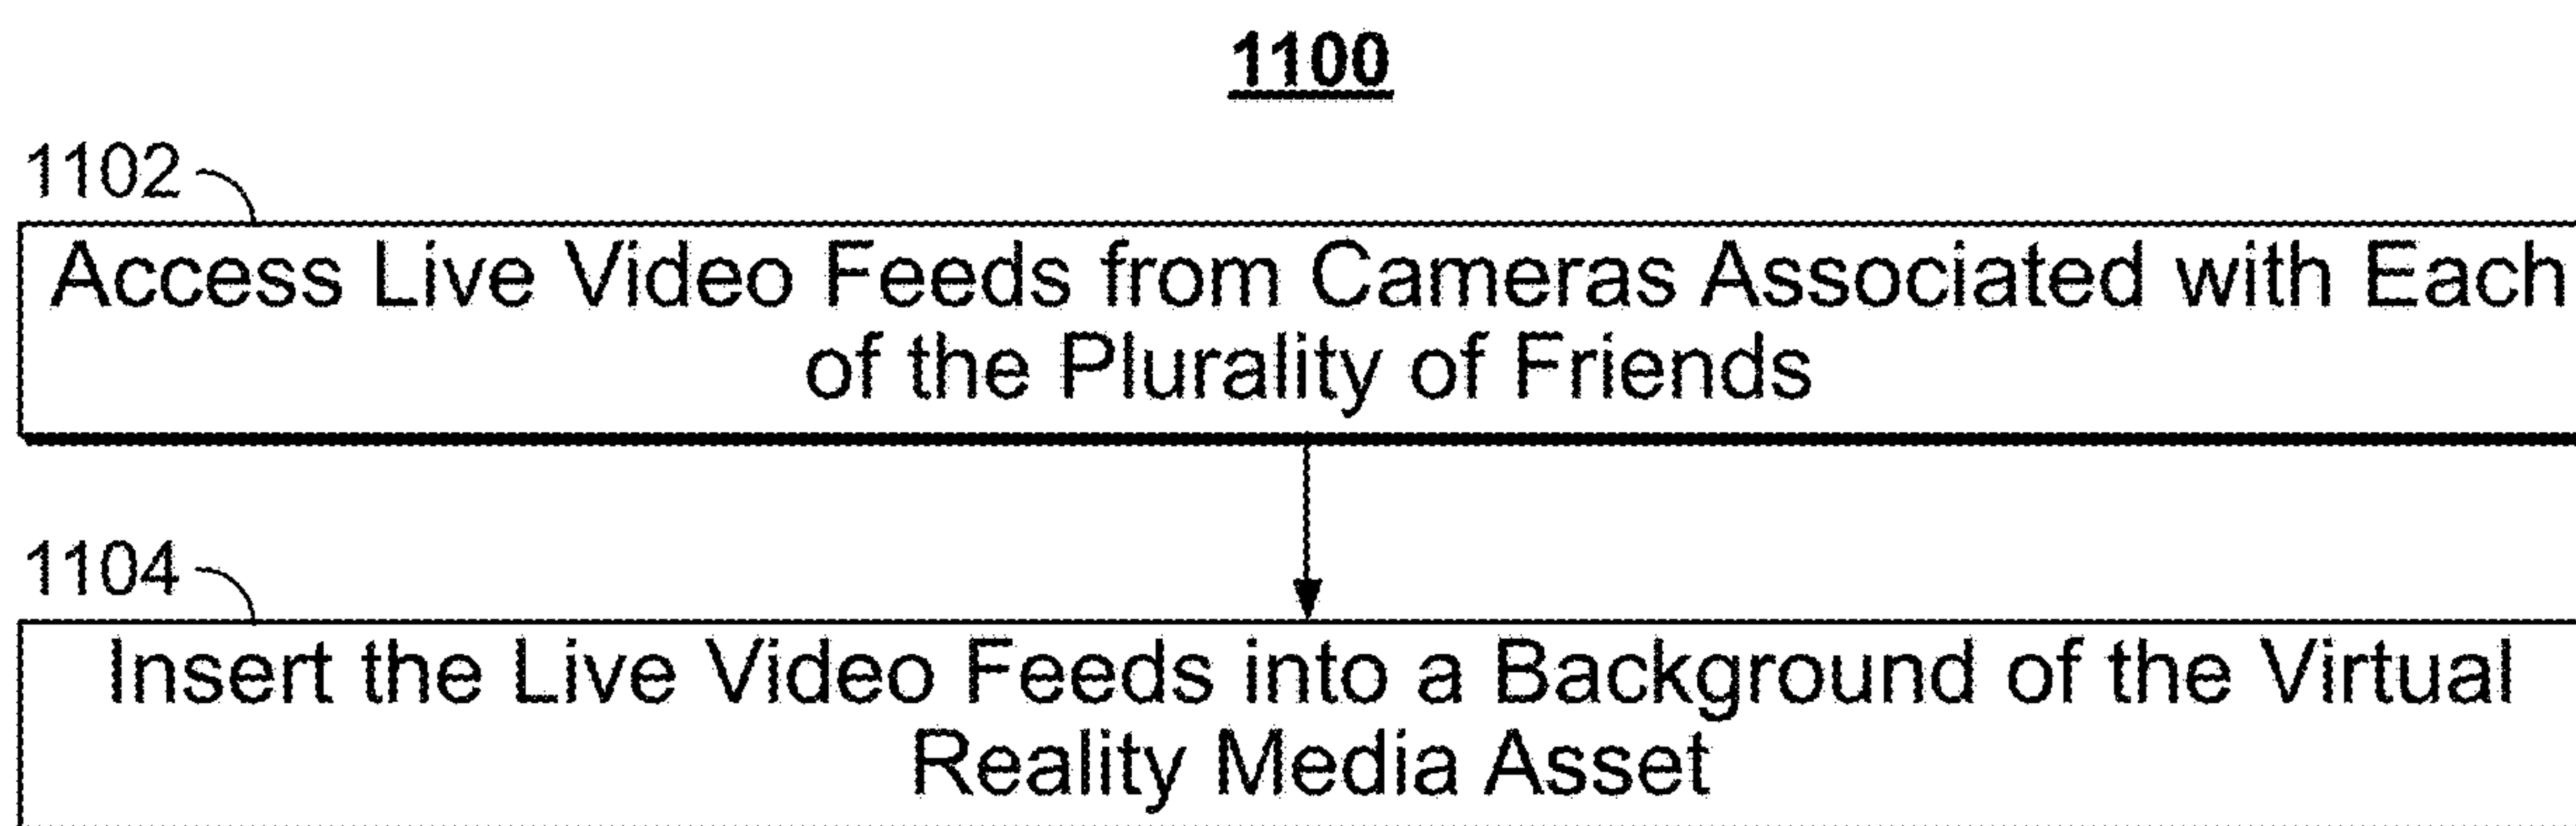 1100
1102
Access Live Video Feeds from Cameras Associated with Each
of the Plurality of Friends
1104
Insert the Live Video Feeds into a Background of the Virtual
Reality Media Asset